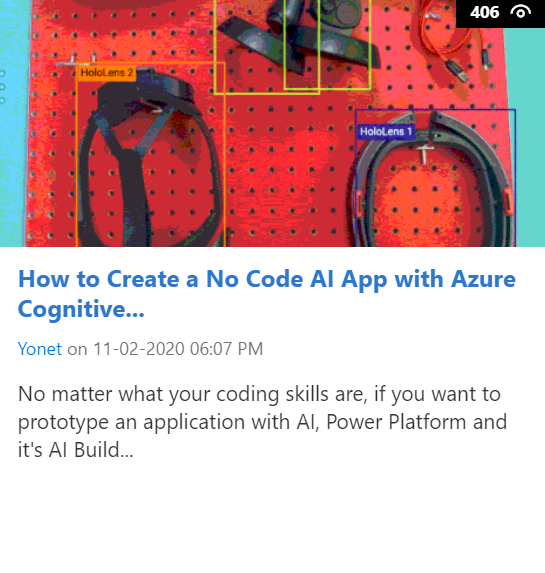 406
HoloLens 2
HoloLens 1
How to Create a No Code AI App with Azure
Cognitive...
Yonet on 11-02-2020 06:07 PM
No matter what your coding skills are, if you want to
prototype an application with AI, Power Platform and
it's AI Build...